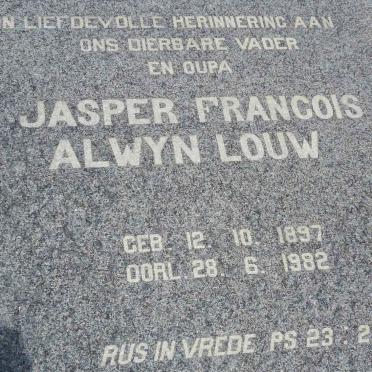 N LIEFDEVOLLE HERINNERING AAN
ONS DIERBARE VADER
EN OUPA
JASPER FRANCOIS
ALWYN LOUW
GEB. 12. 10. 1897
OORL. 28. 6. 1982
RUS IN VREDE PS 23 : 2